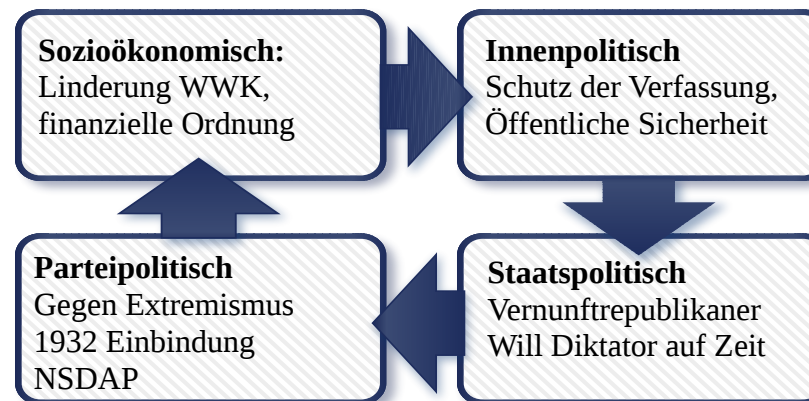 Sozioökonomisch:
Linderung WWK,
finanzielle Ordnung
Innenpolitisch
Schutz der Verfassung,
Öffentliche Sicherheit
Parteipolitisch
Gegen Extremismus
1932 Einbindung
NSDAP
Staatspolitisch
Vernunftrepublikaner
Will Diktator auf Zeit